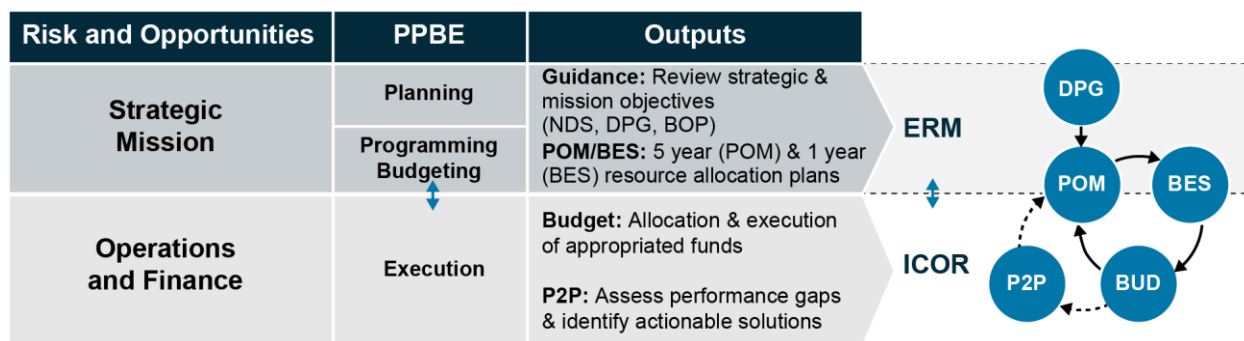 Risk and Opportunities
PPBE
Outputs
Strategic
Mission
Planning
Programming
Budgeting
Guidance: Review strategic &
mission objectives
(NDS, DPG, BOP)
POM/BES: 5 year (POM) & 1 year
(BES) resource allocation plans
ERM
DPG
POM
BES
Operations
and Finance
Execution
Budget: Allocation & execution
of appropriated funds
P2P: Assess performance gaps
& identify actionable solutions
ICOR
P2P
BUD